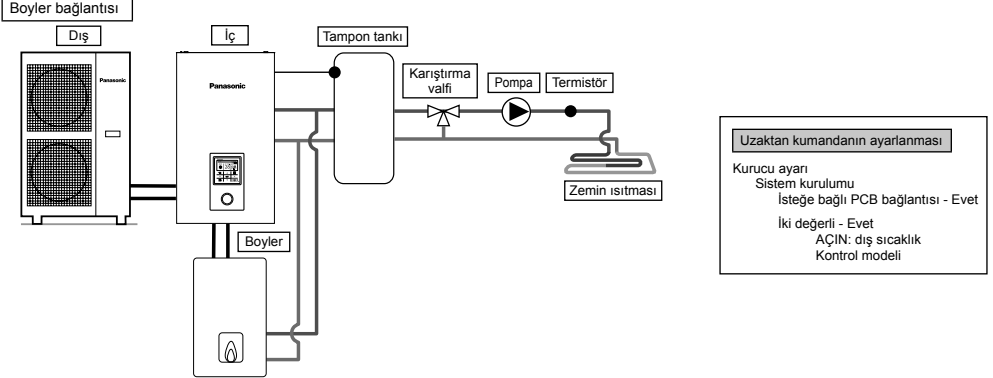 Boyler bağlantısı
Dış
İç
Tampon tankı
Panasonic
Panasonic
Karıştırma
valfi
Pompa
Termistör
Zemin ısıtması
Boyler
Uzaktan kumandanın ayarlanması
Kurucu ayarı
Sistem kurulumu
İsteğe bağlı PCB bağlantısı - Evet
İki değerli - Evet
AÇIN: dış sıcaklık
Kontrol modeli